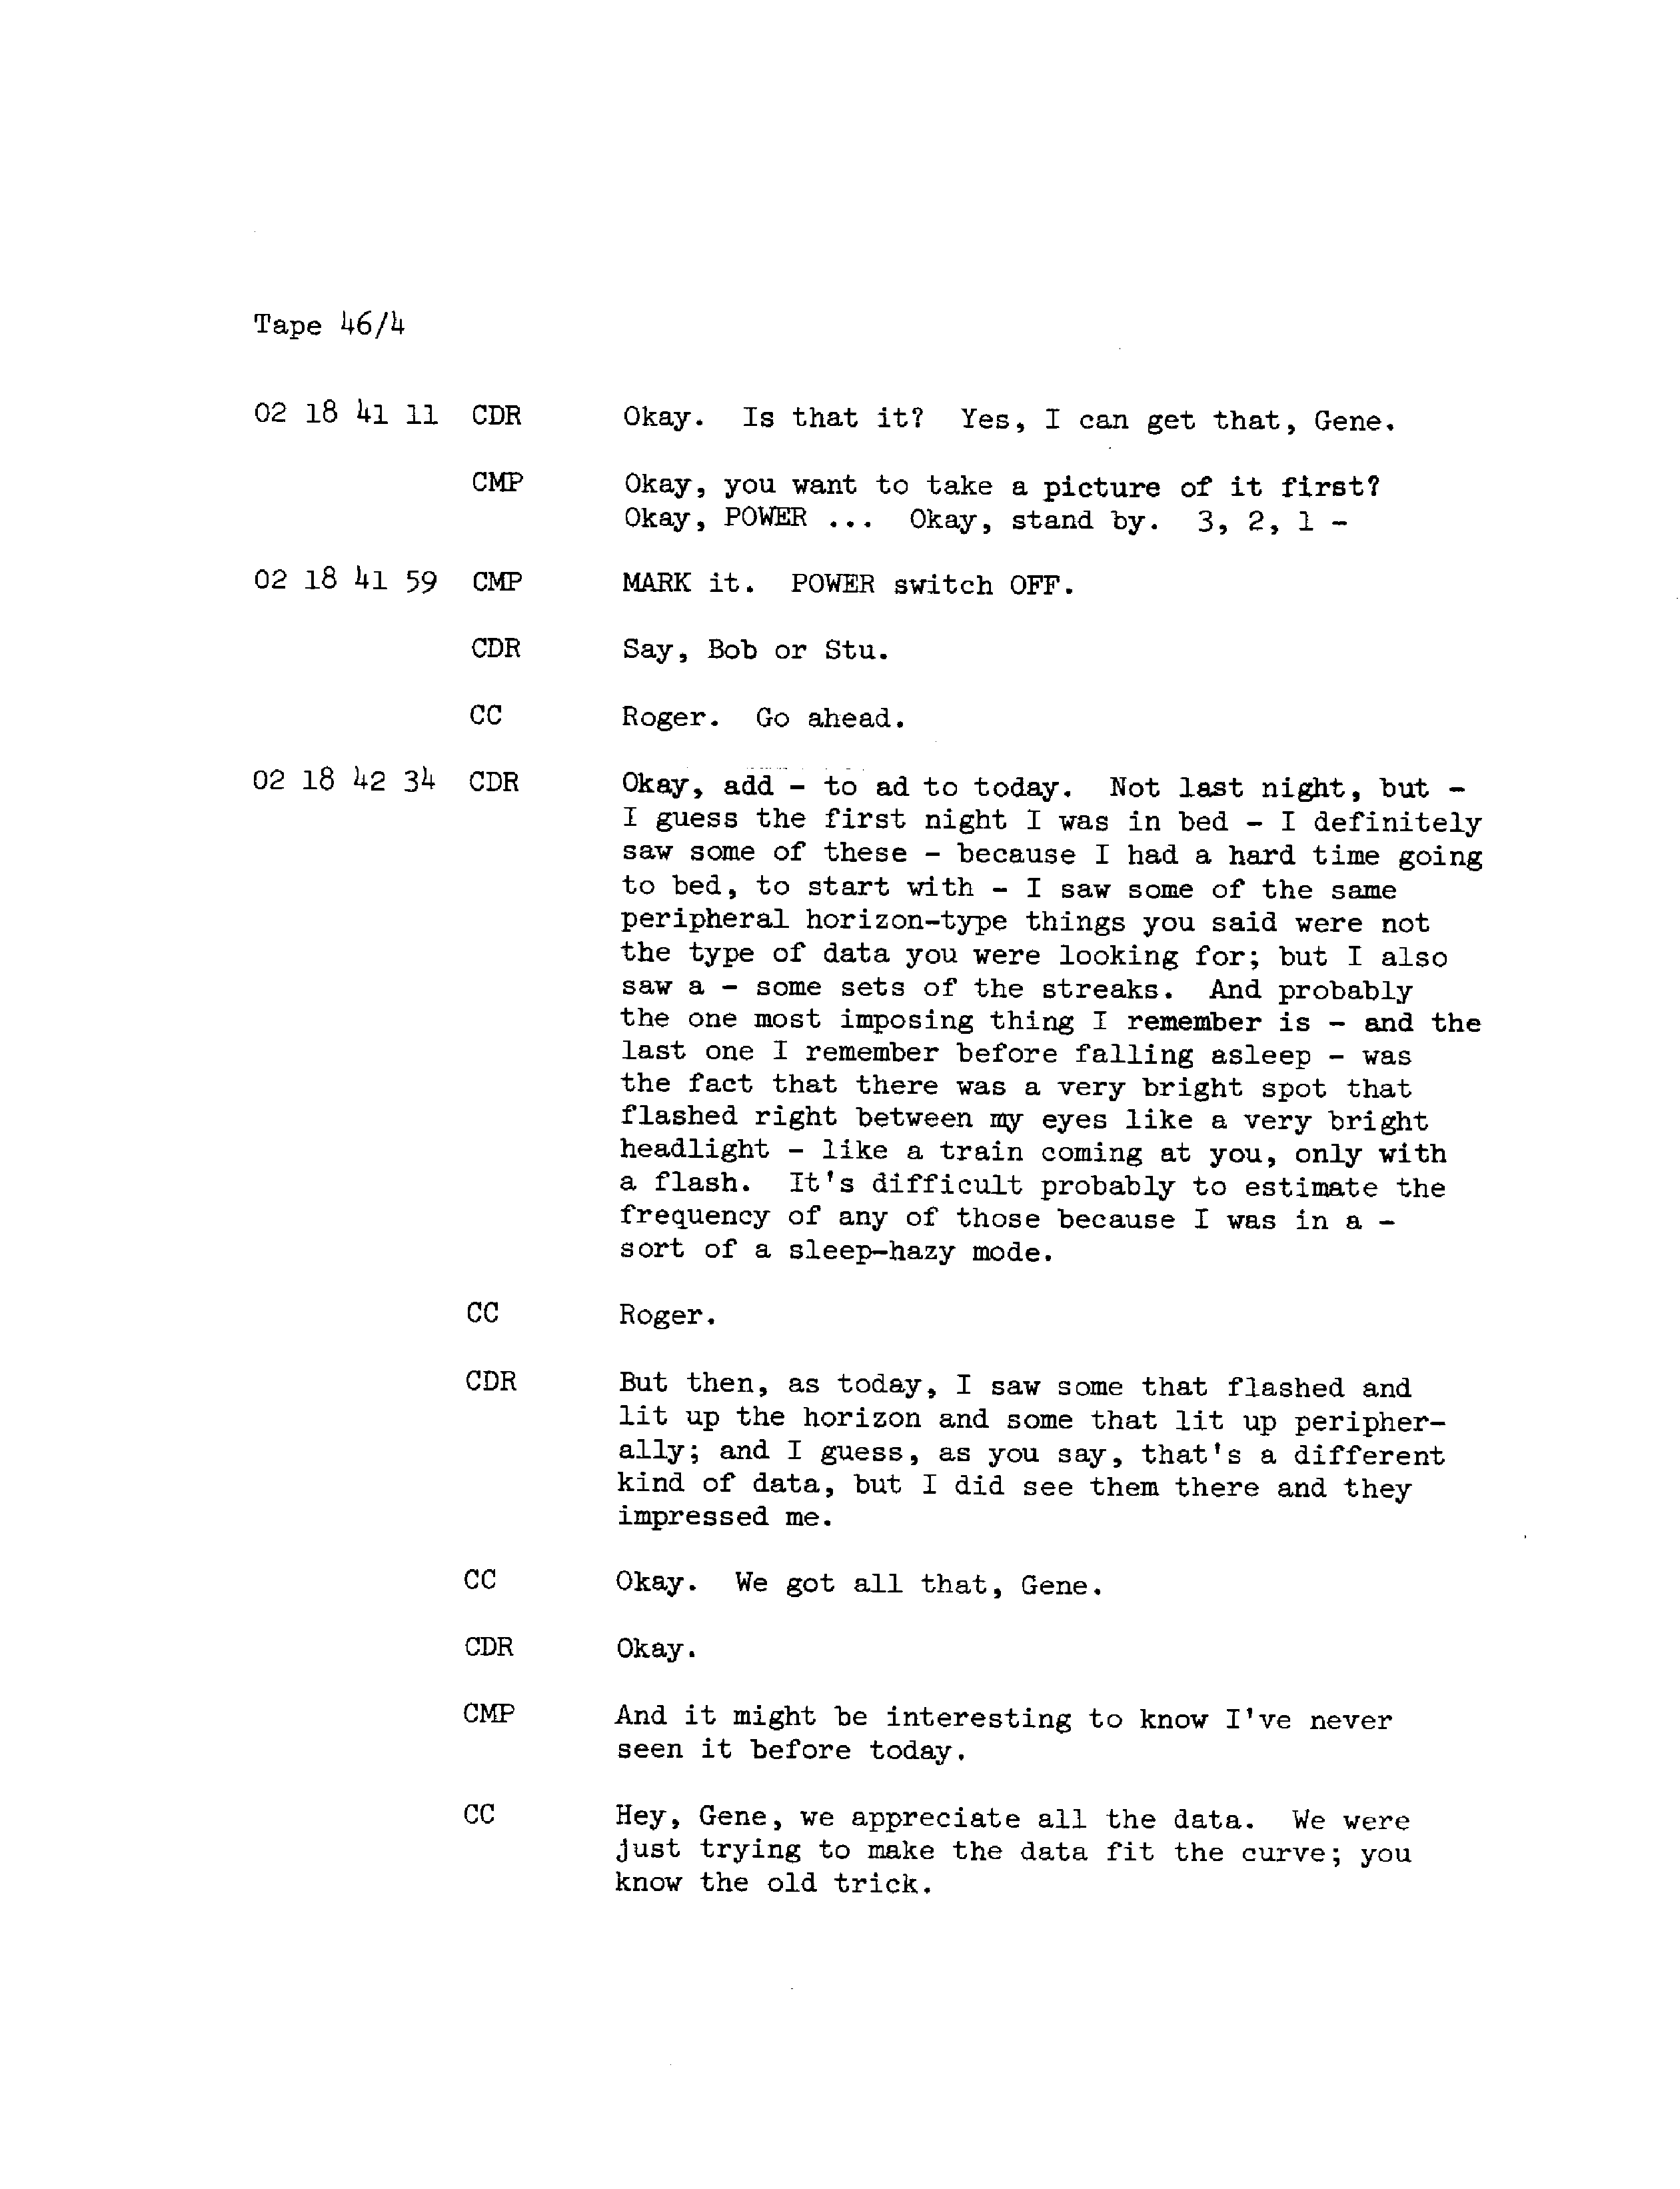 Tape 46/4
02 18 41 11 CDR Okay. Is that it? Yes, I can get that, Gene.
CMP Okay, you want to take a picture of it first?
Okay, POWER ... Okay, stand by. 3, 2, 1 -
02 18 41 59 CMP MARK it. POWER switch OFF.
CDR Say, Bob or Stu.
CC Roger. Go ahead.
02 18 42 34 CDR Okay, add - to ad to today. Not last night, but -
I guess the first night I was in bed - I definitely
saw some of these - because I had a hard time going
to bed, to start with - I saw some of the same
peripheral horizon-type things you said were not
the type of data you were looking for; but I also
saw a - some sets of the streaks. And probably
the one most imposing thing I remember is - and the
last one I remember before falling asleep - was
the fact that there was a very bright spot that
flashed right between my eyes like a very bright
headlight - like a train coming at you, only with
a flash. It's difficult probably to estimate the
frequency of any of those because I was in a -
sort of a sleep-hazy mode.
CC Roger.
CDR But then, as today, I saw some that flashed and
lit up the horizon and some that lit up peripher-
ally; and I guess, as you say, that's a different
kind of data, but I did see them there and they
impressed me.
CC Okay. We got all that, Gene.
CDR Okay.
CMP And it might be interesting to know I've never
seen it before today.
CC Hey, Gene, we appreciate all the data. We were
just trying to make the data fit the curve; you
know the old trick.